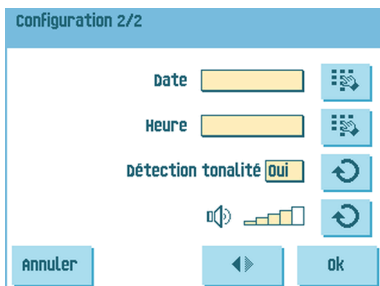 Configuration 2/2
Date
Heure
Détection tonalité Oui
Annuler
Ok